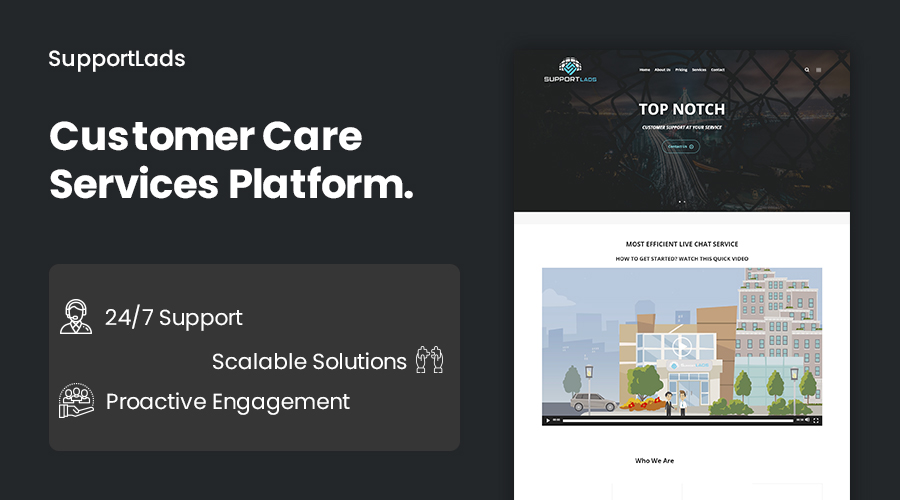 SupportLads
Customer Care
Services Platform.
24/7 Support
Scalable Solutions
Proactive Engagement
SUPPORTLADS
Home About Us Pricing Services Contact
TOP NOTCH
CUSTOMER SUPPORT AT YOUR SERVICE
Contact Us
MOST EFFICIENT LIVE CHAT SERVICE
HOW TO GET STARTED? WATCH THIS QUICK VIDEO
Who We Are